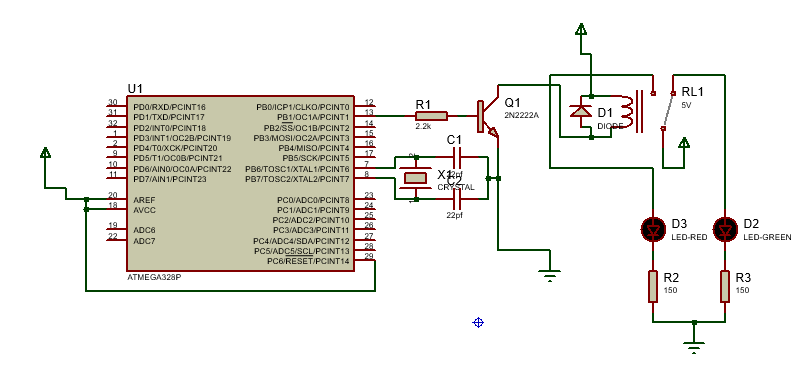 U1
30 PD0/RXD/PCINT16 PB0/ICP1/CLKO/PCINT0 12
31 PD1/TXD/PCINT17 PB1/OC1A/PCINT1 13
32 PD2/INT0/PCINT18 PB2/SS/OC1B/PCINT2 14
1 PD3/INT1/OC2B/PCINT19 PB3/MOSI/OC2A/PCINT3 15
2 PD4/T0/XCK/PCINT20 PB4/MISO/PCINT4 16
9 PD5/T1/OC0B/PCINT21 PB5/SCK/PCINT5 17
10 PD6/AIN0/OC0A/PCINT22 PB6/TOSC1/XTAL1/PCINT6 7
11 PD7/AIN1/PCINT23 PB7/TOSC2/XTAL2/PCINT7 8
20 AREF PC0/ADC0/PCINT8 23
18 AVCC PC1/ADC1/PCINT9 24
PC2/ADC2/PCINT10 25
19 ADC6 PC3/ADC3/PCINT11 26
22 ADC7 PC4/ADC4/SDA/PCINT12 27
PC5/ADC5/SCL/PCINT13 28
PC6/RESET/PCINT14 29
ATMEGA328P
R1
2.2k
Q1
2N2222A
C1
X1
CRYSTAL
C2
22pf
D1
DIODE
RL1
5V
D3
LED-RED
D2
LED-GREEN
R2
150
R3
150